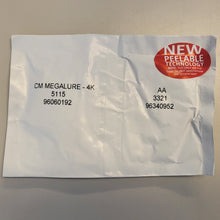 NEW
PEELABLE
TECHNOLOGY
CM MEGALURE - 4K
5115
96060192
AA
3321
96340952